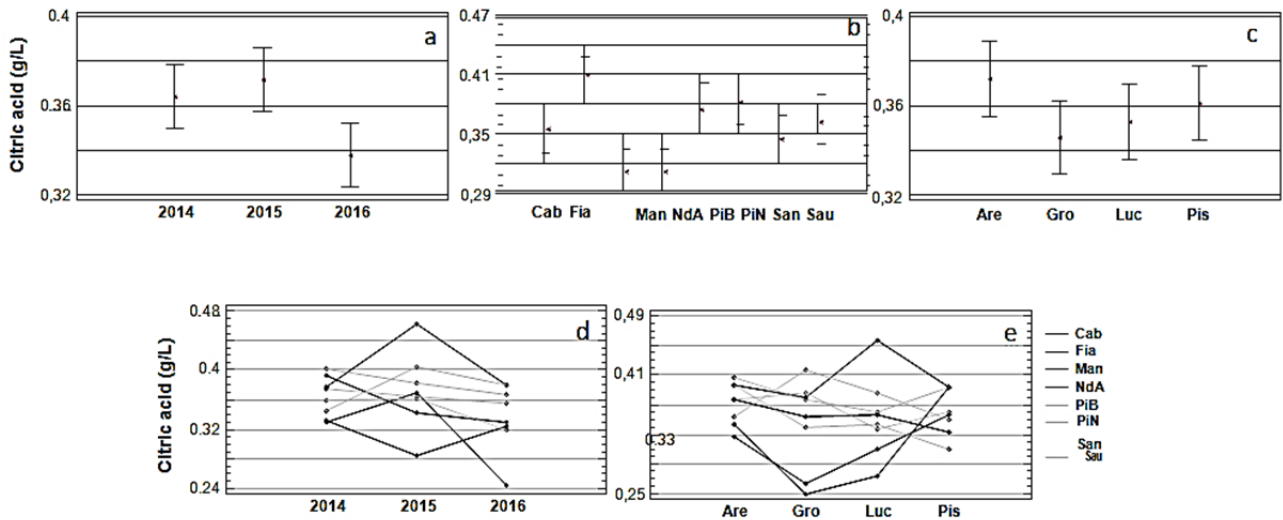 Citric acid (g/L)
0.4
0.36
0.32
a
2014 2015 2016
0.47
0.41
0,35
0,29
b
Cab Fia Man NdA PiB PiN San Sau
0,4
0,36
0,32
c
Are Gro Luc Pis
Citric acid (g/L)
0.48
0.4
0.32
0.24
d
2014 2015 2016
0,49
0.41
0.33
0,25
e
Are Gro Luc Pis
Cab
Fia
Man
NdA
PiB
PiN
San
Sau